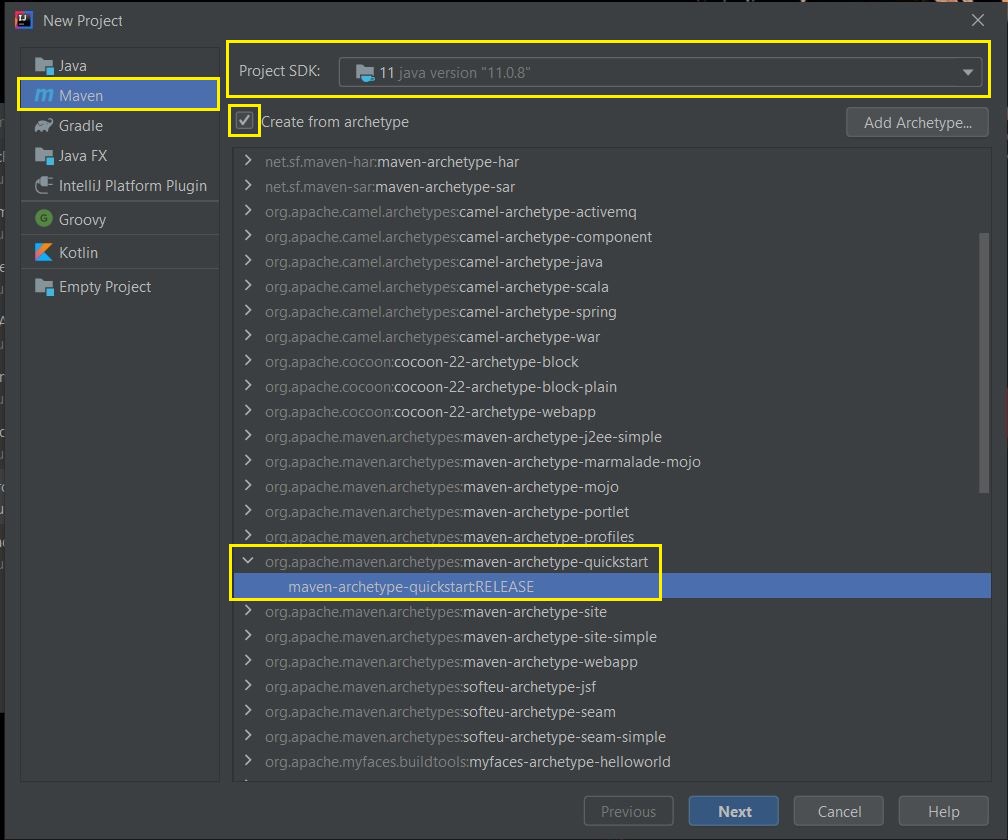 New Project
Java
Maven
Gradle
Java FX
IntelliJ Platform Plugin
Groovy
Kotlin
Empty Project
Project SDK: 11 java version "11.0.8"
Create from archetype
Add Archetype...
net.sf.maven-har:maven-archetype-har
net.sf.maven-sar:maven-archetype-sar
org.apache.camel.archetypes:camel-archetype-activemq
org.apache.camel.archetypes:camel-archetype-component
org.apache.camel.archetypes:camel-archetype-java
org.apache.camel.archetypes:camel-archetype-scala
org.apache.camel.archetypes:camel-archetype-spring
org.apache.camel.archetypes:camel-archetype-war
org.apache.cocoon:cocoon-22-archetype-block
org.apache.cocoon:cocoon-22-archetype-block-plain
org.apache.cocoon:cocoon-22-archetype-webapp
org.apache.maven.archetypes:maven-archetype-j2ee-simple
org.apache.maven.archetypes:maven-archetype-marmalade-mojo
org.apache.maven.archetypes:maven-archetype-mojo
org.apache.maven.archetypes:maven-archetype-portlet
org.apache.maven.archetypes:maven-archetype-profiles
org.apache.maven.archetypes:maven-archetype-quickstart
maven-archetype-quickstart:RELEASE
org.apache.maven.archetypes:maven-archetype-site
org.apache.maven.archetypes:maven-archetype-site-simple
org.apache.maven.archetypes:maven-archetype-webapp
org.apache.maven.archetypes:softeu-archetype-jsf
org.apache.maven.archetypes:softeu-archetype-seam
org.apache.maven.archetypes:softeu-archetype-seam-simple
org.apache.myfaces.buildtools:myfaces-archetype-helloworld
Previous
Next
Cancel
Help